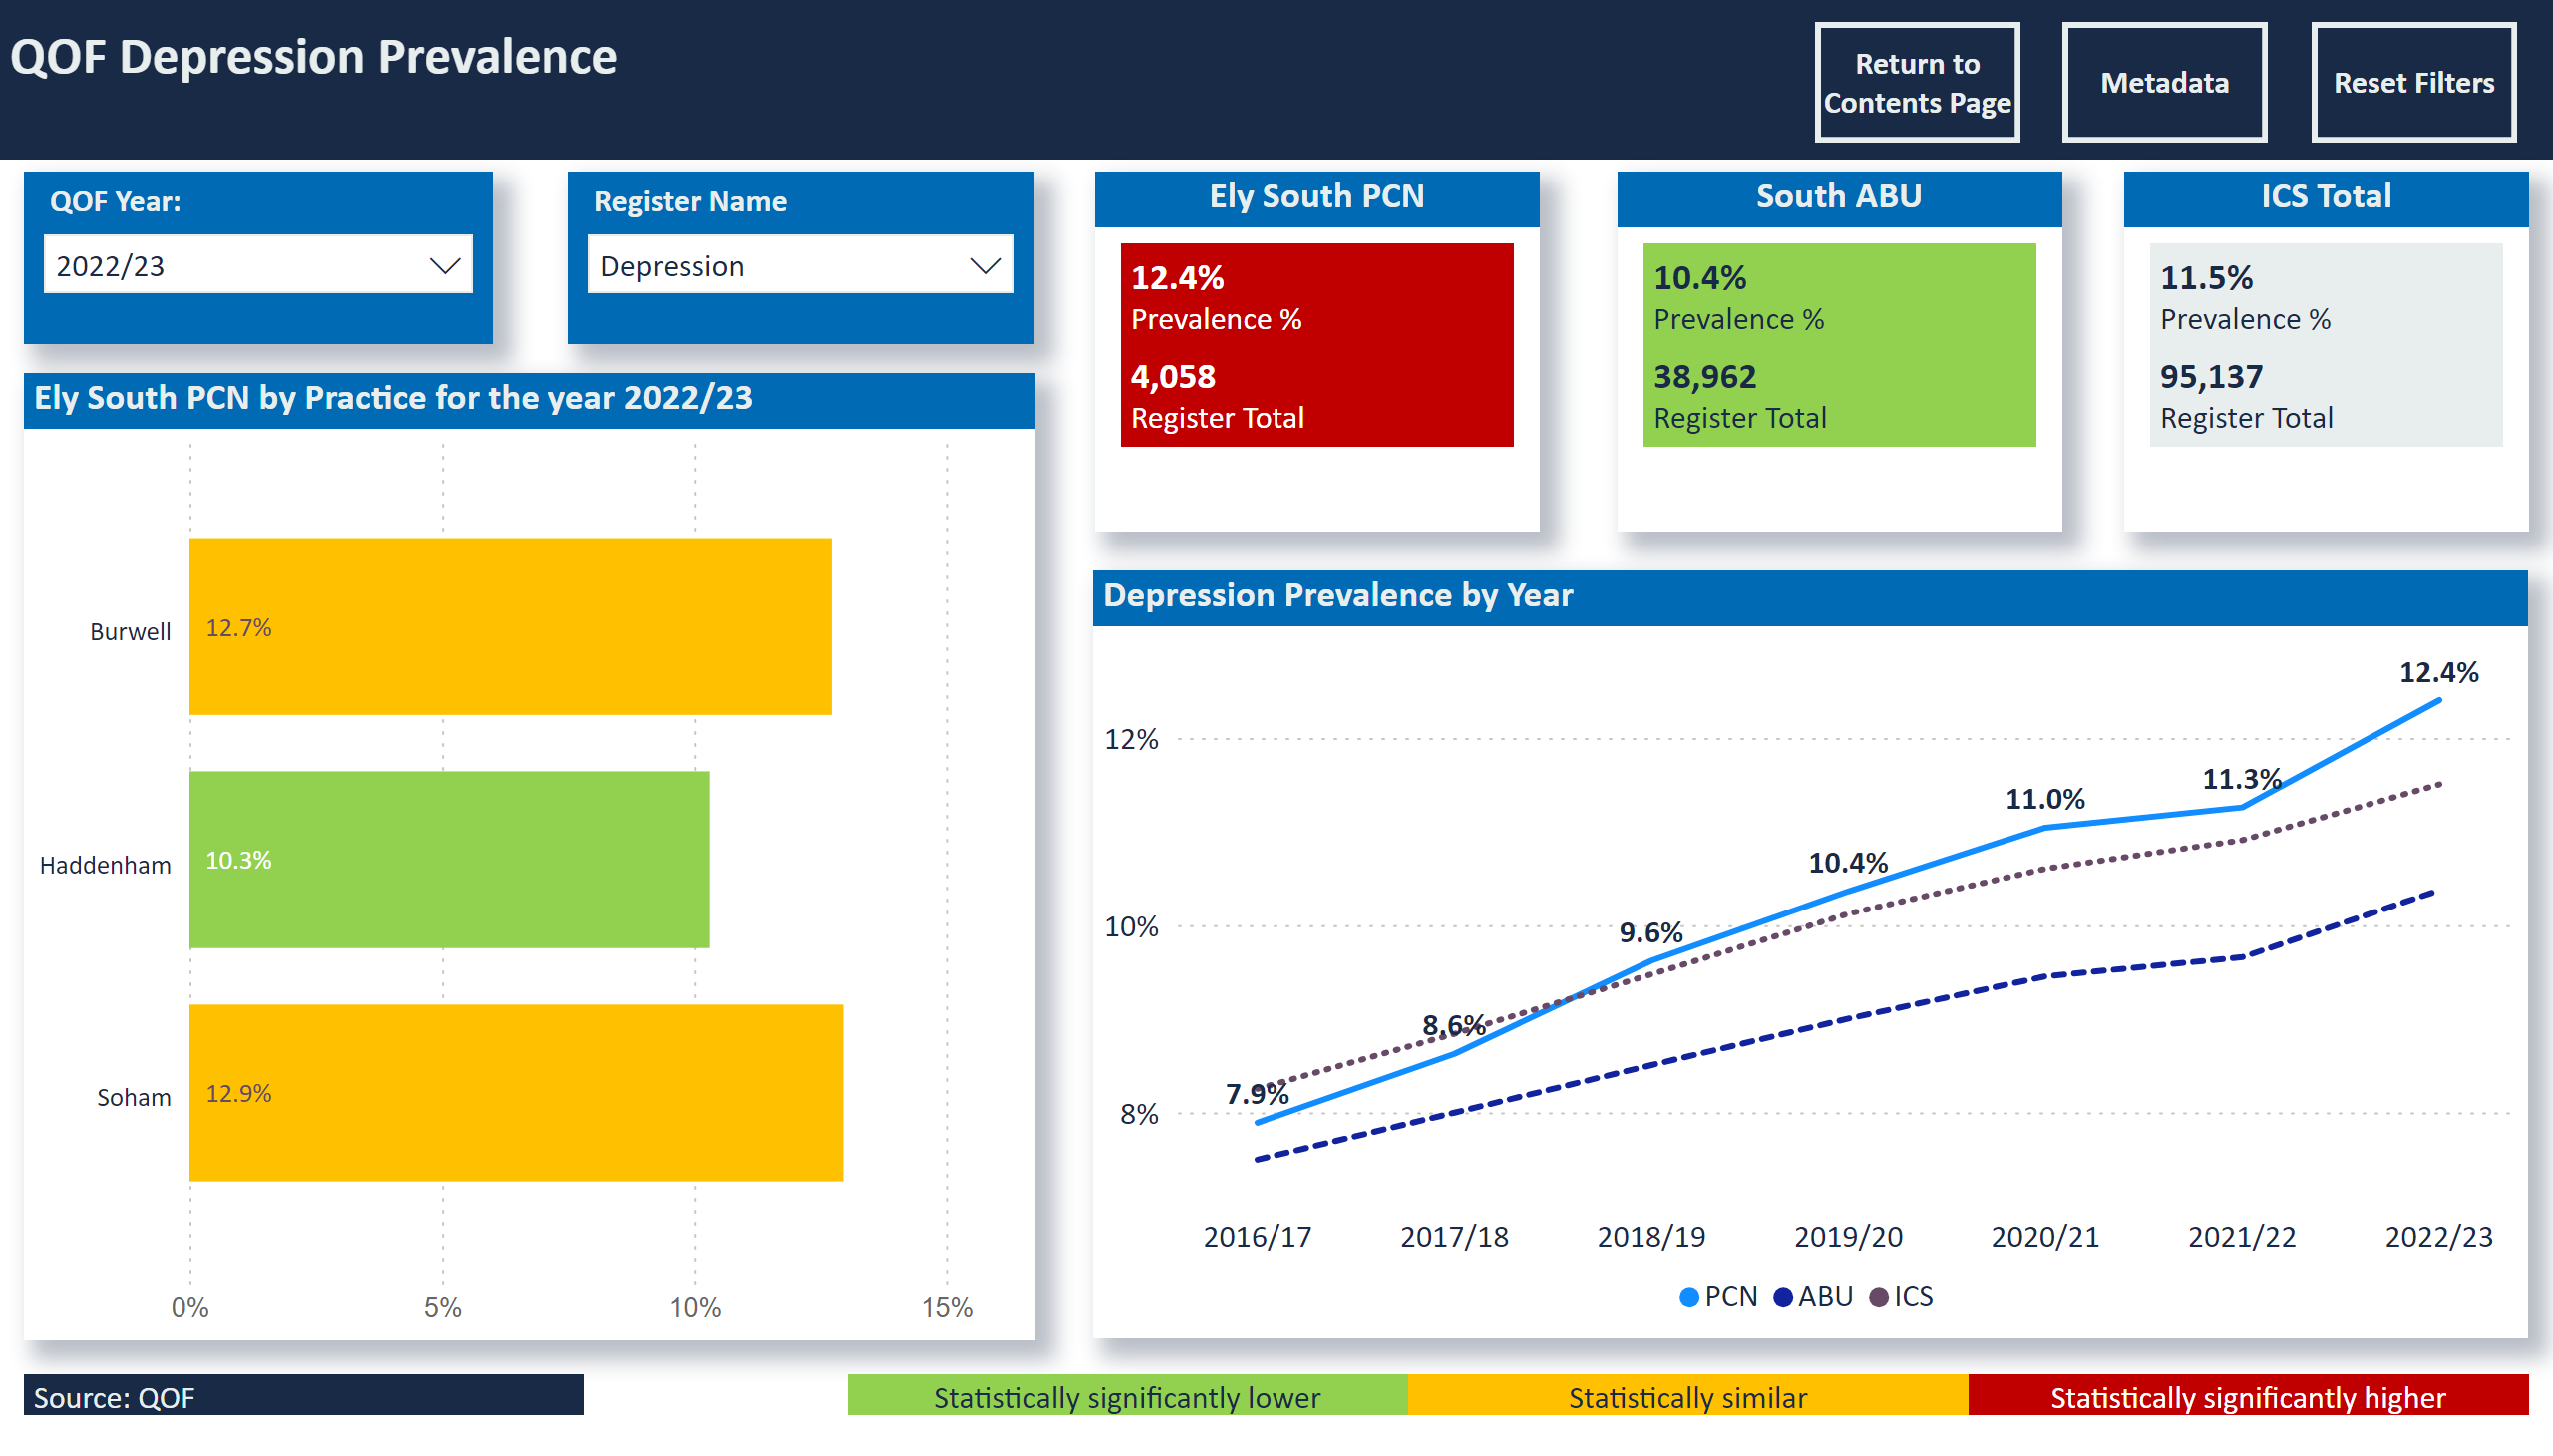 QOF Depression Prevalence
Return to
Contents Page
Metadata
Reset Filters
QOF Year:
2022/23
Register Name
Depression
Ely South PCN
12.4%
Prevalence %
4,058
Register Total
South ABU
10.4%
Prevalence %
38,962
Register Total
ICS Total
11.5%
Prevalence %
95,137
Register Total
Ely South PCN by Practice for the year 2022/23
Burwell
12.7%
Haddenham
10.3%
Soham
12.9%
0%
5%
10%
15%
Depression Prevalence by Year
12%
10%
8%
7.9%
8.6%
9.6%
10.4%
11.0%
11.3%
12.4%
2016/17
2017/18
2018/19
2019/20
2020/21
2021/22
2022/23
PCN
ABU
ICS
Source: QOF
Statistically significantly lower
Statistically similar
Statistically significantly higher